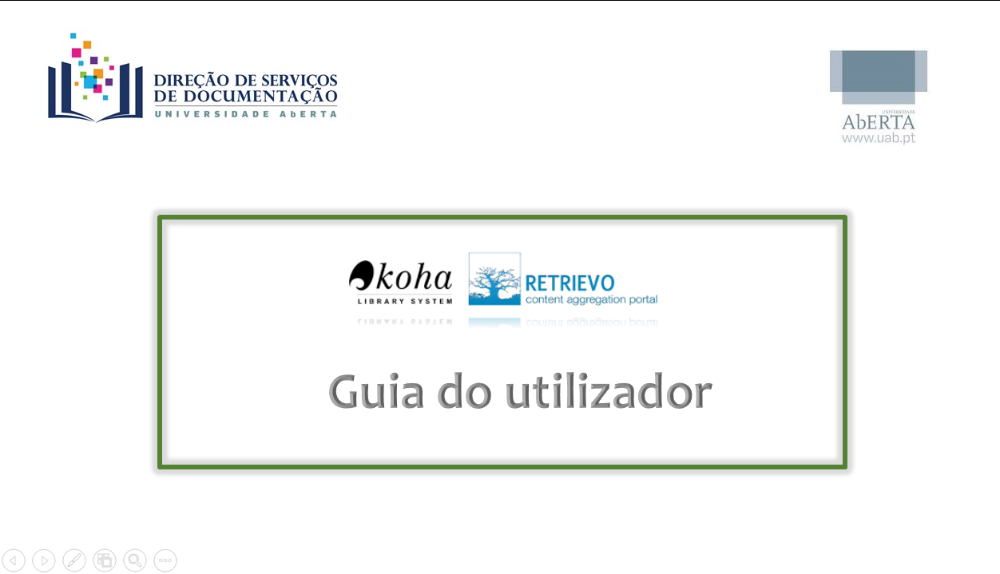 DIREÇÃO DE SERVIÇOS
DE DOCUMENTAÇÃO
UNIVERSIDADE AbERTA
UNIVERSIDADE
AbERTA
www.uab.pt
koha
LIBRARY SYSTEM
RETRIEVO
content aggregation portal
Guia do utilizador